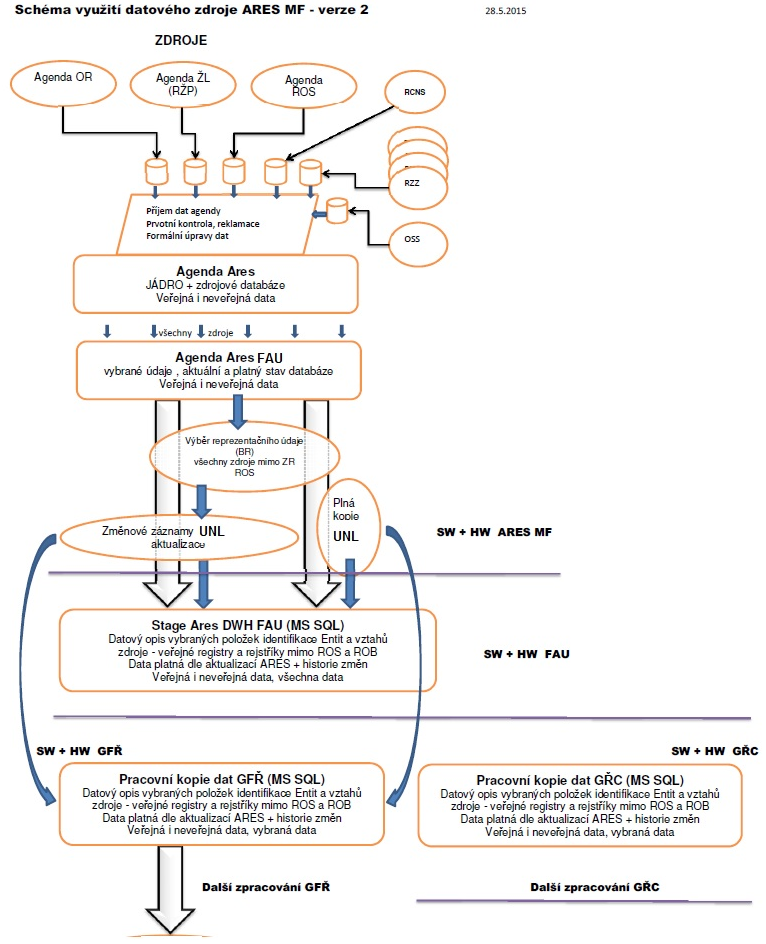 Schéma využití datového zdroje ARES MF - verze 2
28.5.2015
ZDROJE
Agenda OR
Agenda ŽL
(RŽP)
Agenda
ROS
RCNS
RZZ
OSS
Příjem dat agendy
Prvotní kontrola, reklamace
Formální úpravy dat
Agenda Ares
JÁDRO + zdrojové databáze
Veřejná i neveřejná data
všechny zdroje
Agenda Ares FAU
vybrané údaje , aktuální a platný stav databáze
Veřejná i neveřejná data
Výběr reprezentačního údaje
(BR)
všechny zdroje mimo ZR
ROS
Plná
kopie
UNL
Změnové záznamy UNL
aktualizace
SW + HW ARES MF
Stage Ares DWH FAU (MS SQL)
Datový opis vybraných položek identifikace Entit a vztahů
zdroje - veřejné registry a rejstříky mimo ROS a ROB
Data platná dle aktualizací ARES + historie změn
Veřejná i neveřejná data, všechna data
SW + HW FAU
SW + HW GFŘ
SW + HW GŘC
Pracovní kopie dat GFŘ (MS SQL)
Datový opis vybraných položek identifikace Entit a vztahů
zdroje - veřejné registry a rejstříky mimo ROS a ROB
Data platná dle aktualizací ARES + historie změn
Veřejná i neveřejná data, vybraná data
Pracovní kopie dat GŘC (MS SQL)
Datový opis vybraných položek identifikace Entit a vztahů
zdroje - veřejné registry a rejstříky mimo ROS a ROB
Data platná dle aktualizací ARES + historie změn
Veřejná i neveřejná data, vybraná data
Další zpracování GFŘ
Další zpracování GŘC